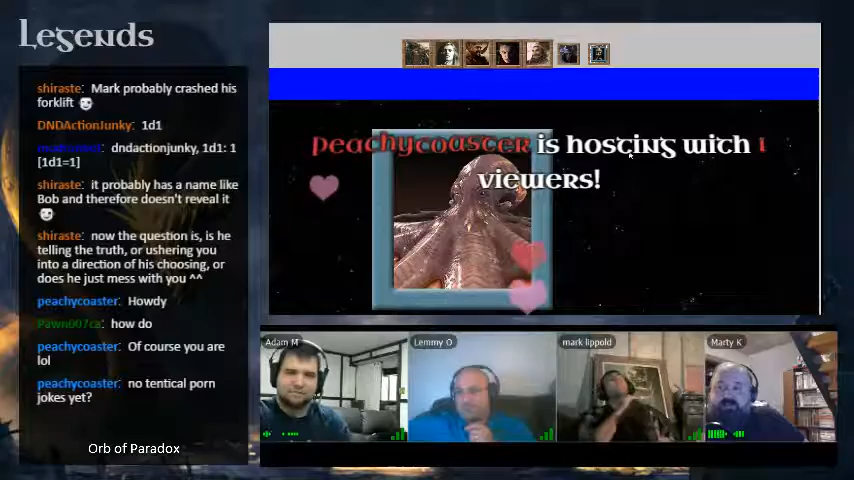 Legends
shiraste: Mark probably crashed his
forklift
DNDActionJunky: 1d1
dndactionjunky, 1d1: 1
[1d1=1]
shiraste: it probably has a name like
Bob and therefore doesn't reveal it
shiraste: now the question is, is he
telling the truth, or ushering you
into a direction of his choosing, or
does he just mess with you ^^
peachycoaster: Howdy
Pawn007ca: how do
peachycoaster: Of course you are
lol
peachycoaster: no tentical porn
jokes yet?
Orb of Paradox
peachycoaster is hosting with 1
viewers!
Adam M
Lemmy O
mark lippold
Marty K